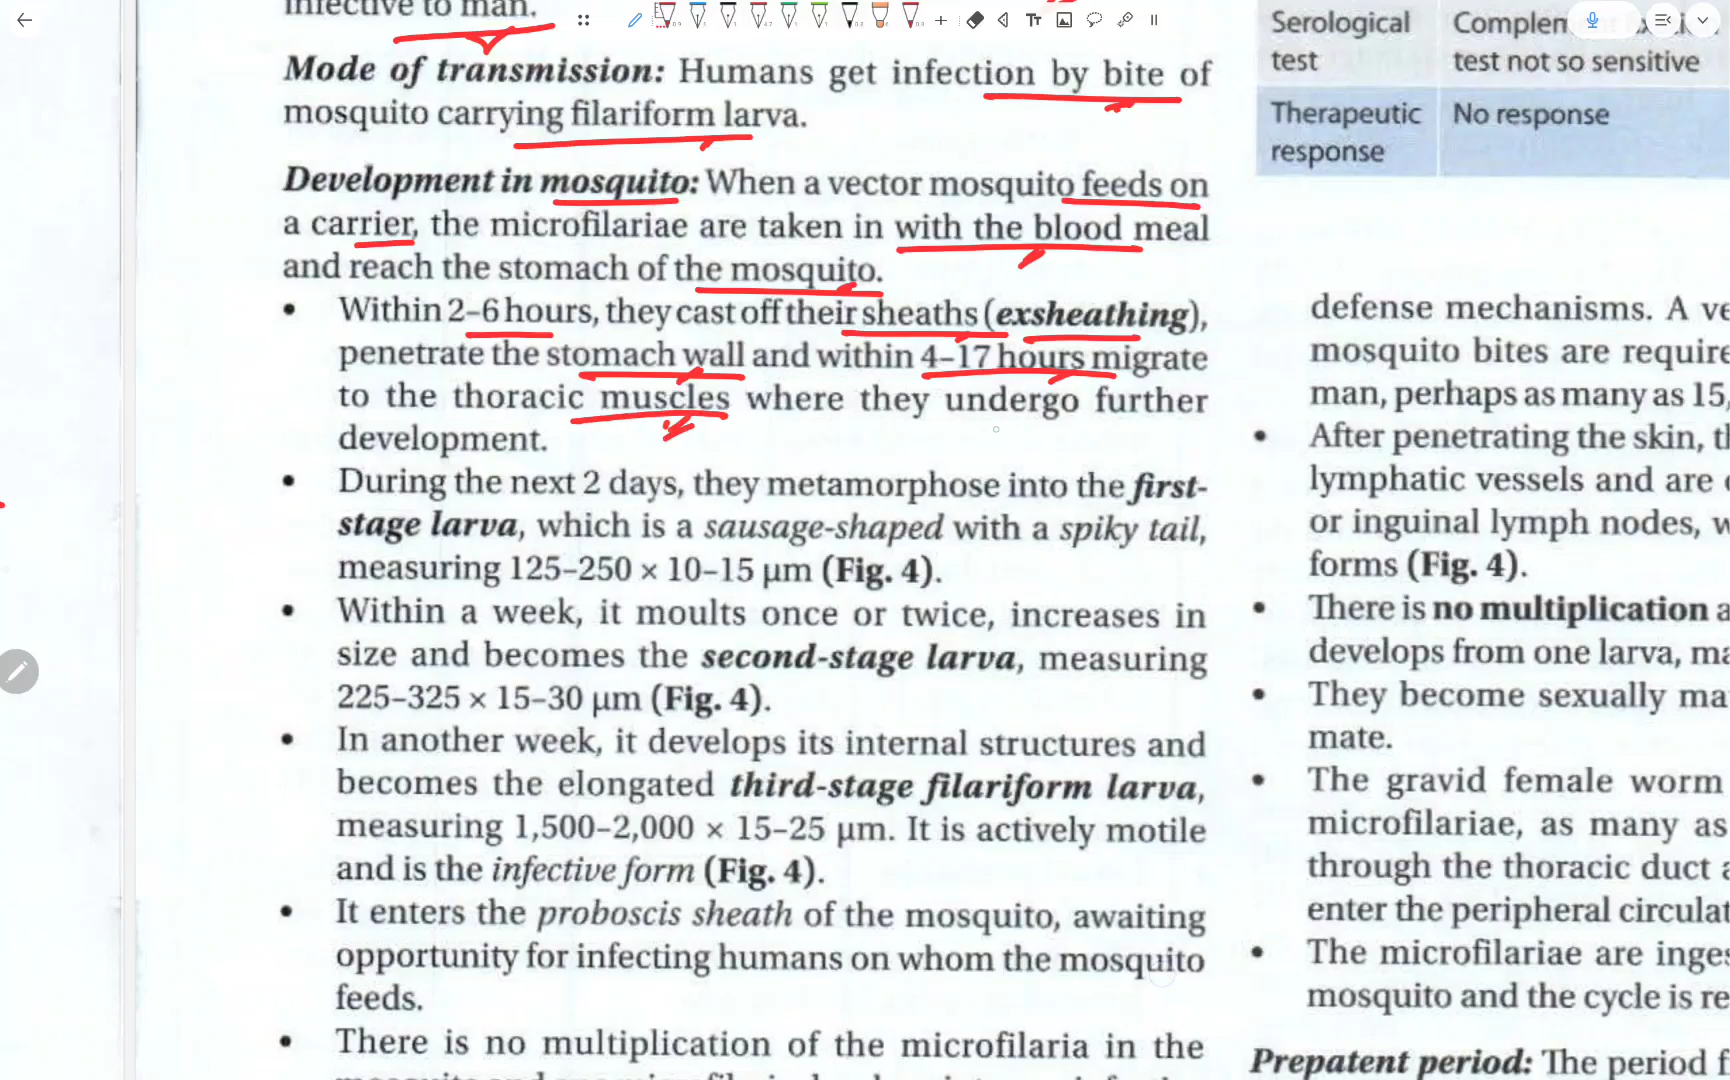 infective to man.
Mode of transmission: Humans get infection by bite of
mosquito carrying filariform larva.
Development in mosquito: When a vector mosquito feeds on
a carrier, the microfilariae are taken in with the blood meal
and reach the stomach of the mosquito.
• Within 2–6 hours, they cast off their sheaths (exsheathing),
penetrate the stomach wall and within 4–17 hours migrate
to the thoracic muscles where they undergo further
development.
• During the next 2 days, they metamorphose into the first-
stage larva, which is a sausage-shaped with a spiky tail,
measuring 125–250 × 10–15 µm (Fig. 4).
• Within a week, it moults once or twice, increases in
size and becomes the second-stage larva, measuring
225–325 × 15–30 µm (Fig. 4).
• In another week, it develops its internal structures and
becomes the elongated third-stage filariform larva,
measuring 1,500–2,000 × 15–25 µm. It is actively motile
and is the infective form (Fig. 4).
• It enters the proboscis sheath of the mosquito, awaiting
opportunity for infecting humans on whom the mosquito
feeds.
• There is no multiplication of the microfilaria in the
Serological Complem
test test not so sensitive
Therapeutic No response
response
defense mechanisms. A ve
mosquito bites are require
man, perhaps as many as 15,
• After penetrating the skin, th
lymphatic vessels and are
or inguinal lymph nodes, w
forms (Fig. 4).
• There is no multiplication a
develops from one larva, ma
• They become sexually ma
mate.
• The gravid female worm
microfilariae, as many as
through the thoracic duct a
enter the peripheral circulat
• The microfilariae are inges
mosquito and the cycle is re
Prepatent period: The period f